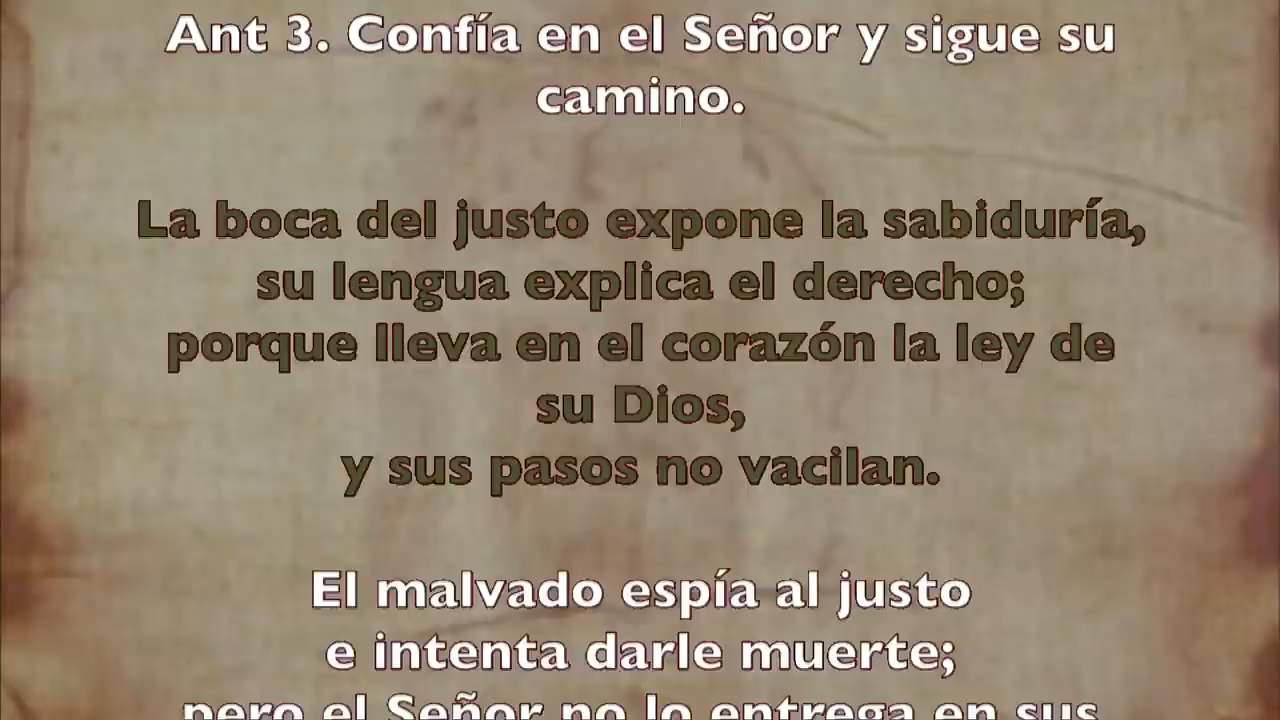 Ant 3. Confía en el Señor y sigue su
camino.
La boca del justo expone la sabiduría,
su lengua explica el derecho;
porque lleva en el corazón la ley de
su Dios,
y sus pasos no vacilan.
El malvado espía al justo
e intenta darle muerte;
pero el Señor no lo entrega en sus